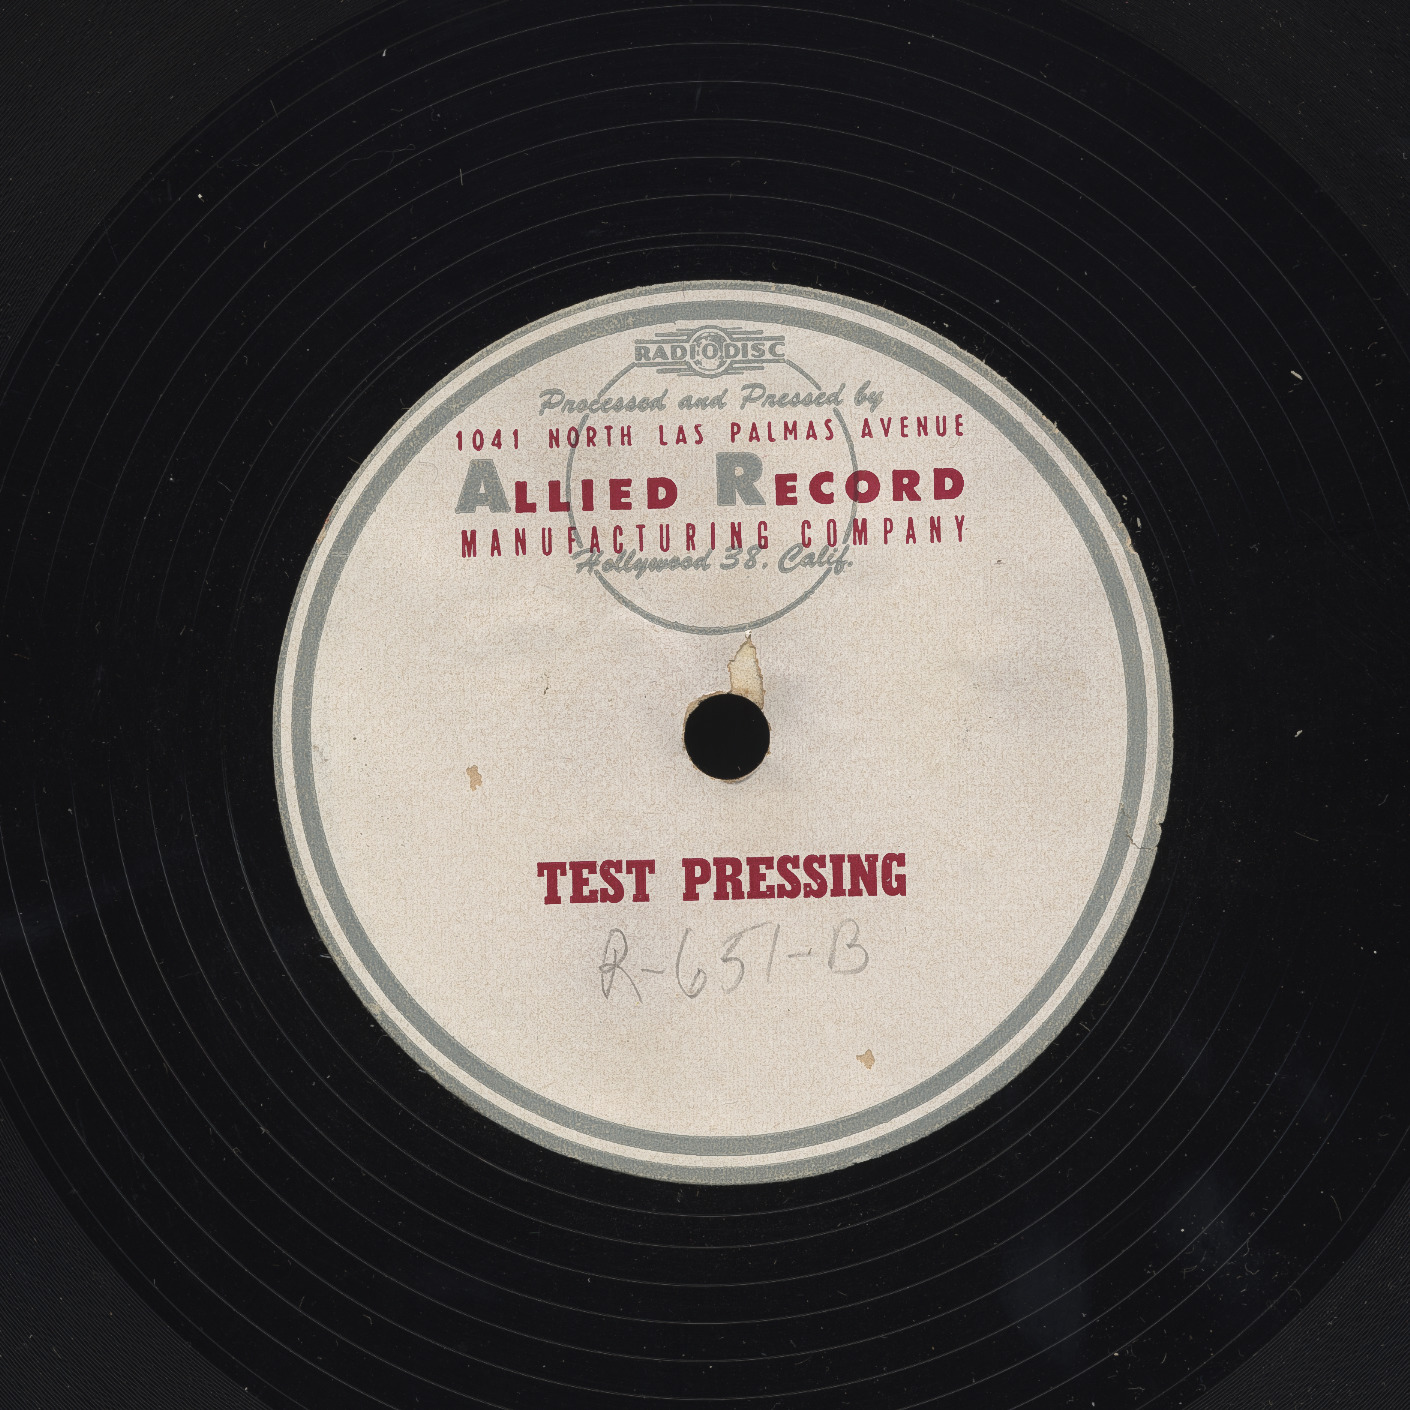 RADIODISC
Processed and Pressed by
1041 NORTH LAS PALMAS AVENUE
ALLIED RECORD
MANUFACTURING COMPANY
Hollywood 38, Calif.
TEST PRESSING
R-651-B